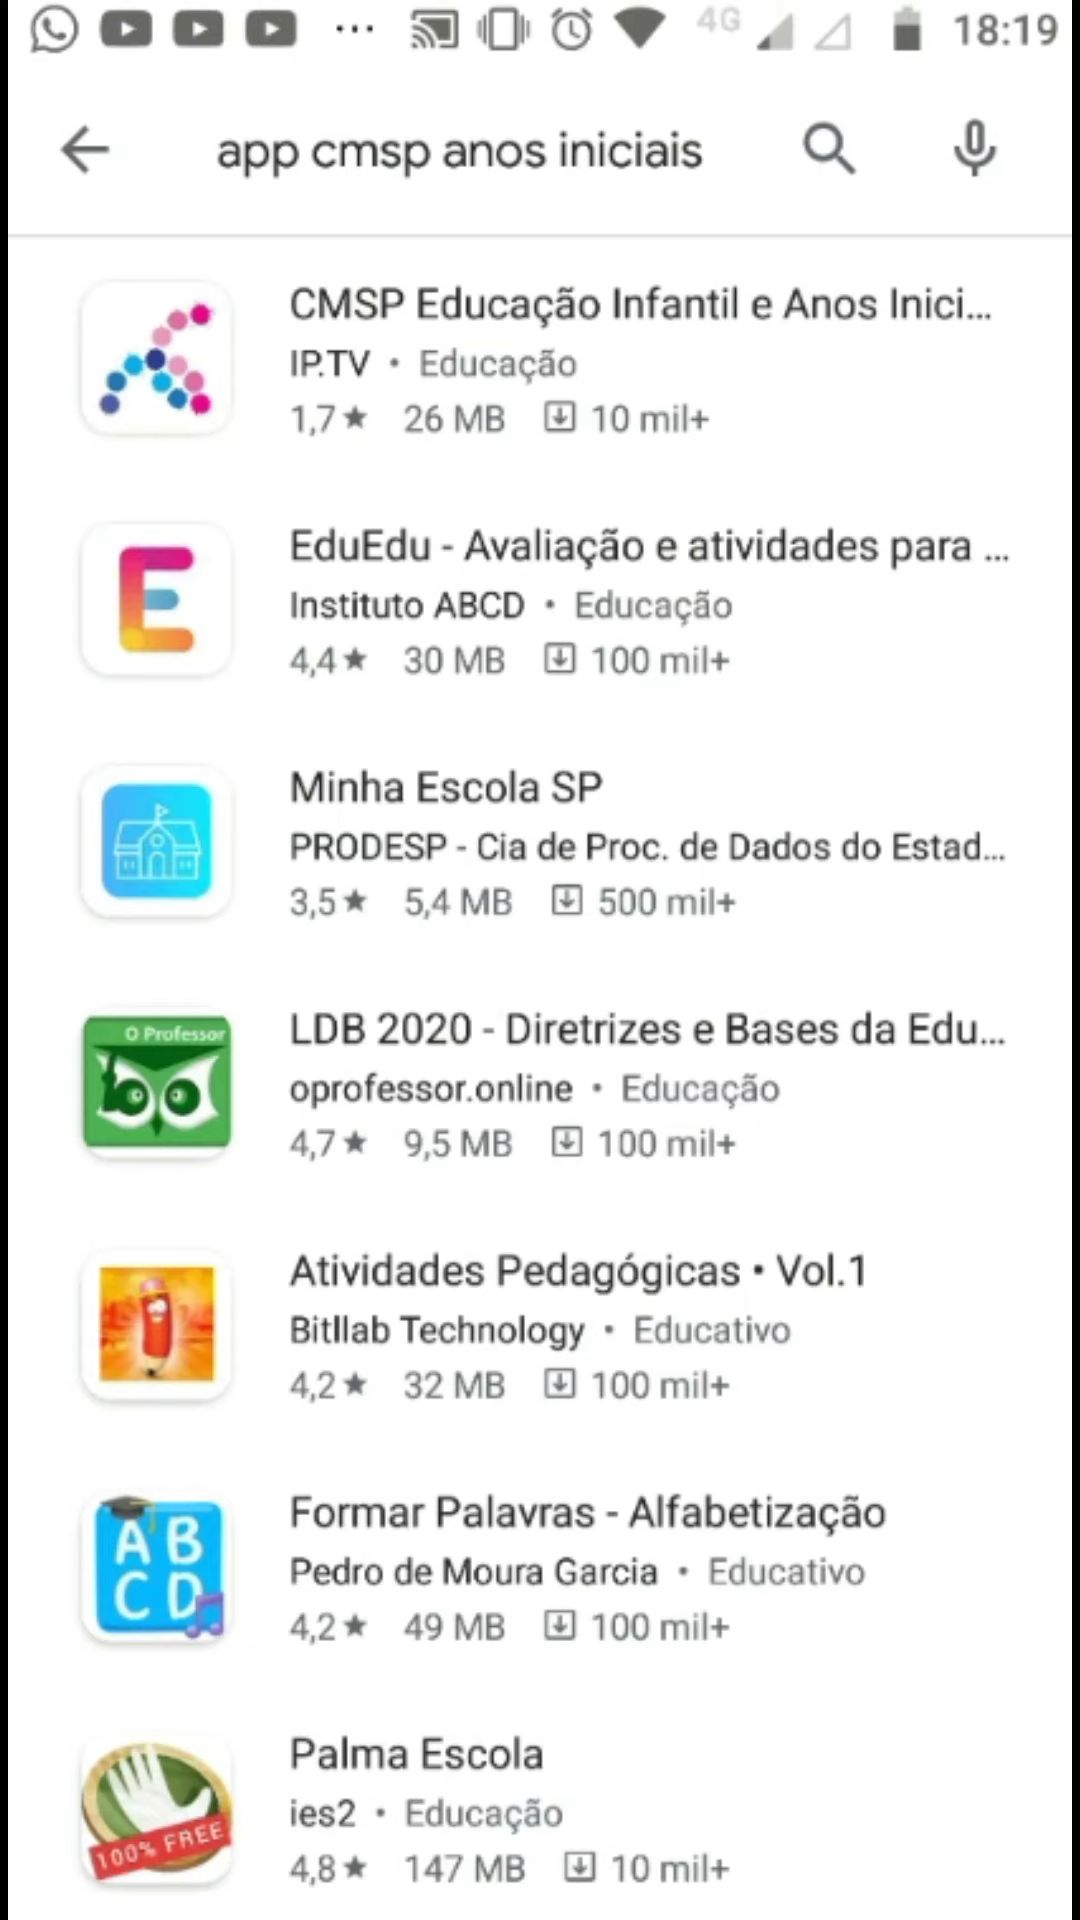 4G 18:19
app cmsp anos iniciais
CMSP Educação Infantil e Anos Inici...
IP.TV • Educação
1,7★ 26 MB 10 mil+
EduEdu - Avaliação e atividades para ...
Instituto ABCD • Educação
4,4★ 30 MB 100 mil+
Minha Escola SP
PRODESP - Cia de Proc. de Dados do Estad...
3,5★ 5,4 MB 500 mil+
O Professor
LDB 2020 - Diretrizes e Bases da Edu...
oprofessor.online • Educação
4,7★ 9,5 MB 100 mil+
Atividades Pedagógicas • Vol.1
Bitllab Technology • Educativo
4,2★ 32 MB 100 mil+
A B
C D
Formar Palavras - Alfabetização
Pedro de Moura Garcia • Educativo
4,2★ 49 MB 100 mil+
100% FREE
Palma Escola
ies2 • Educação
4,8★ 147 MB 10 mil+